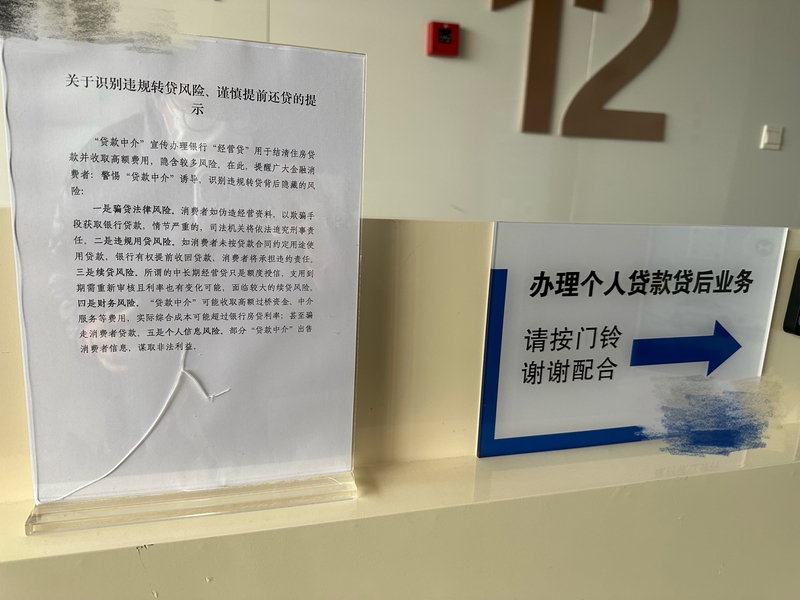 关于识别违规转贷风险、谨慎提前还贷的提
示
“贷款中介”宣传办理银行“经营贷”用于结清住房贷
款并收取高额费用，隐含较多风险，在此，提醒广大金融消
费者：警惕“贷款中介”诱导，识别违规转贷背后隐藏的风
险：
一是骗贷法律风险，消费者如伪造经营资料，以欺骗手
段获取银行贷款，情节严重的，司法机关将依法追究刑事责
任。二是违规用贷风险，如消费者未按贷款合同约定用途使
用贷款，银行有权提前收回贷款，消费者将承担违约责任。
三是续贷风险，所谓的中长期经营贷只是额度授信，支用到
期需重新审核且利率也有变化可能，面临较大的续贷风险。
四是财务风险，“贷款中介”可能收取高额过桥资金、中介
服务等费用，实际综合成本可能超过银行房贷利率；甚至骗
走消费者贷款。五是个人信息风险，部分“贷款中介”出售
消费者信息，谋取非法利益。
12
办理个人贷款贷后业务
请按门铃
谢谢配合